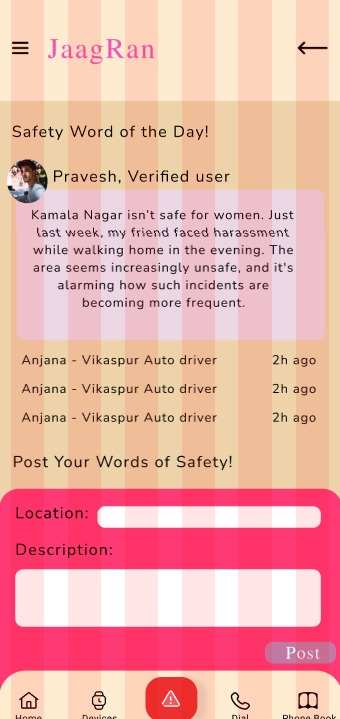 JaagRan
Safety Word of the Day!
Pravesh, Verified user
Kamala Nagar isn't safe for women. Just
last week, my friend faced harassment
while walking home in the evening. The
area seems increasingly unsafe, and it's
alarming how such incidents are
becoming more frequent.
Anjana - Vikaspur Auto driver 2h ago
Anjana - Vikaspur Auto driver 2h ago
Anjana - Vikaspur Auto driver 2h ago
Post Your Words of Safety!
Location:
Description:
Post
Home Devices Dial Phone Book